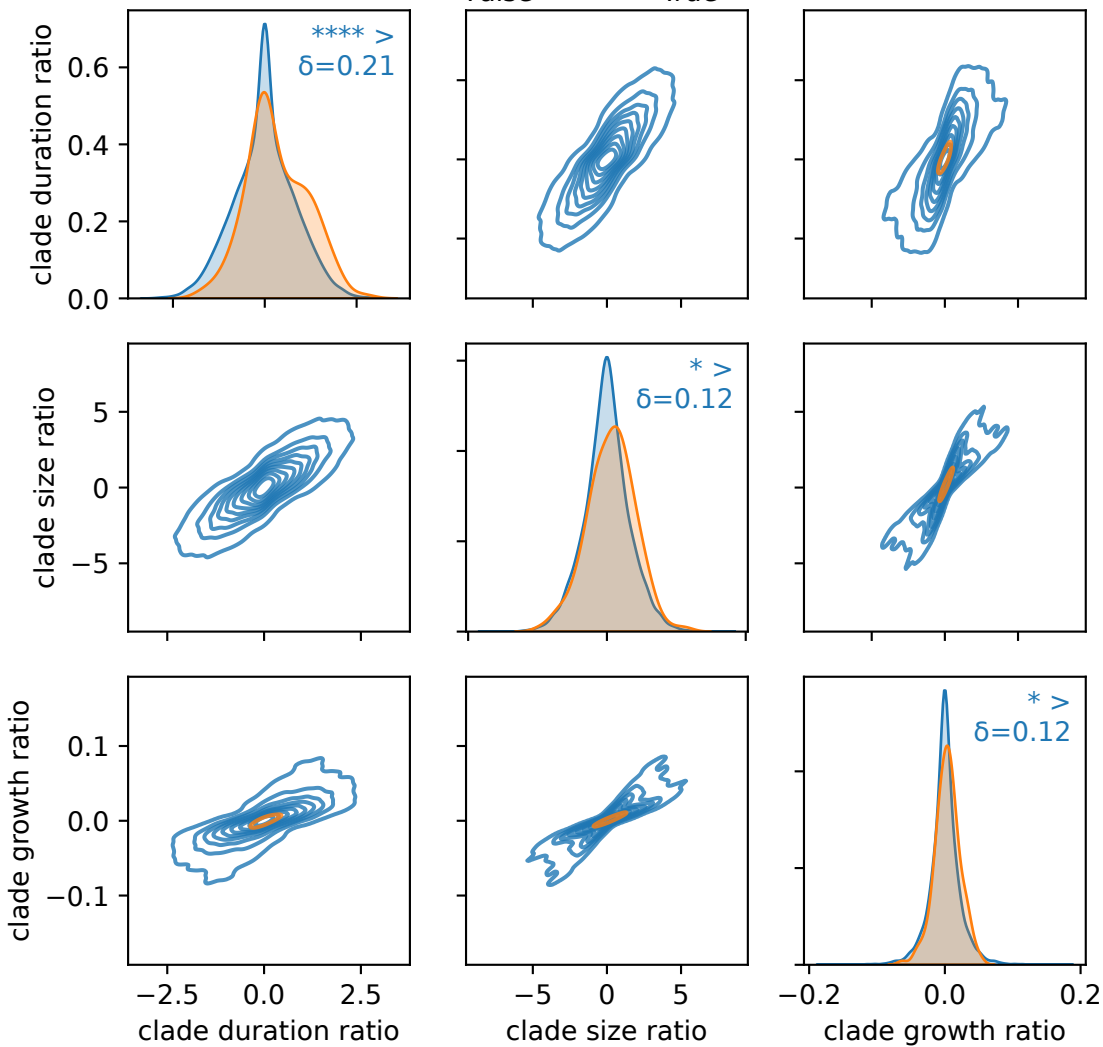 **** >
δ=0.21
clade duration ratio
0.6
0.4
0.2
0.0
* >
δ=0.12
clade size ratio
5
0
−5
* >
δ=0.12
clade growth ratio
0.1
0.0
−0.1
−2.5 0.0 2.5
−5 0 5
−0.2 0.0 0.2
clade duration ratio
clade size ratio
clade growth ratio